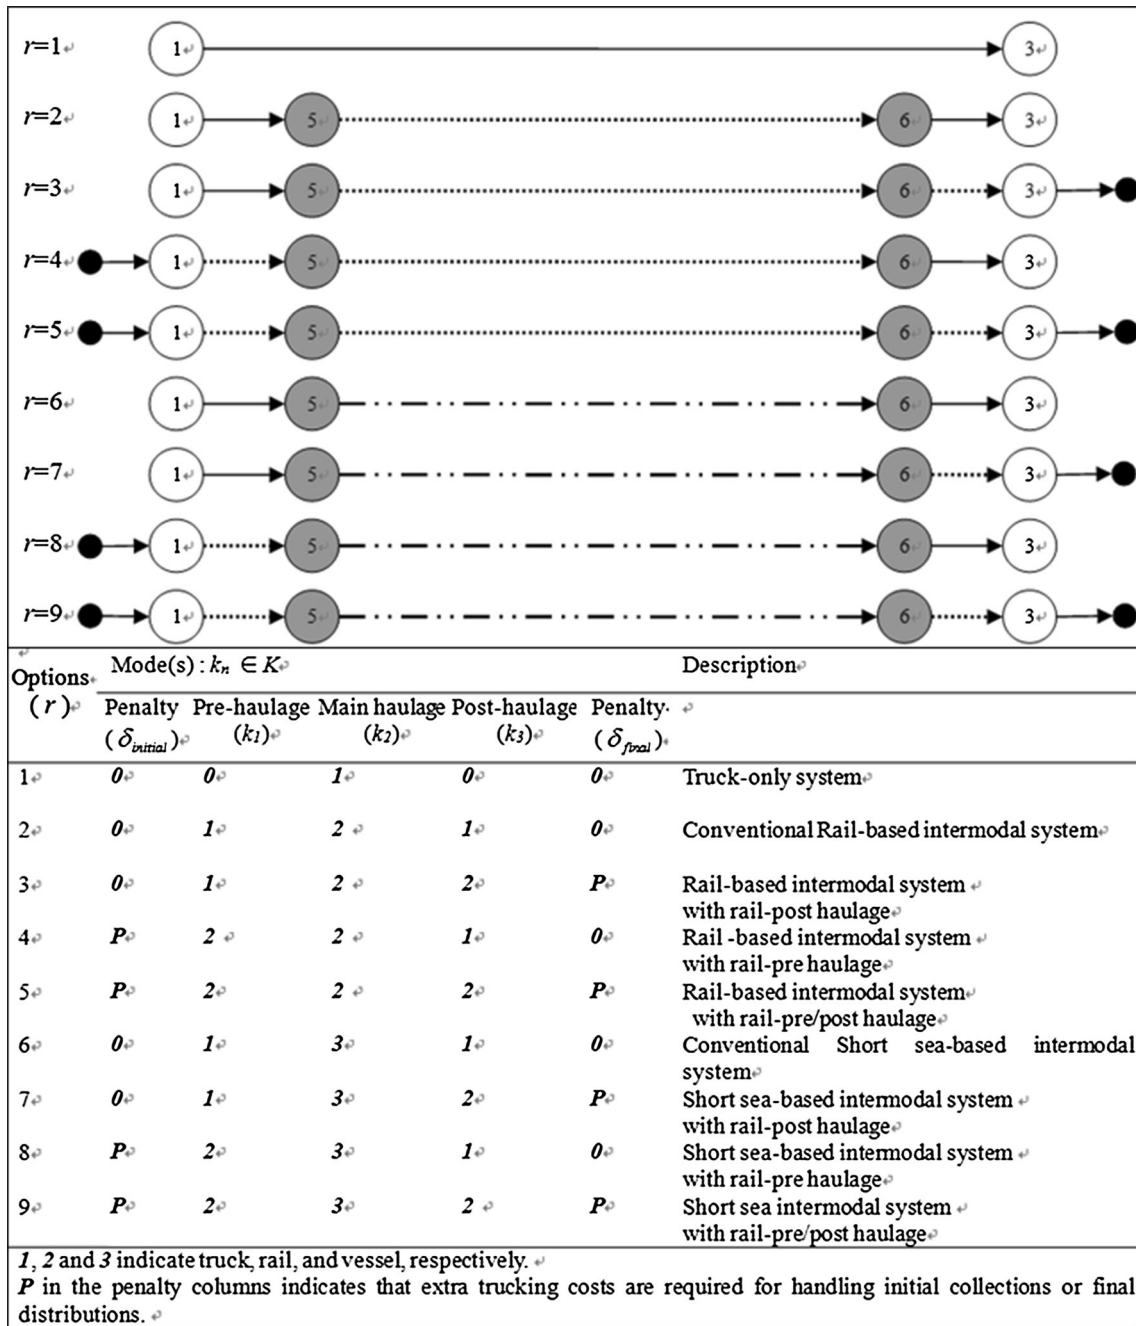 r=1 1 3
r=2 1 5 6 3
r=3 1 5 6 3
r=4 1 5 6 3
r=5 1 5 6 3
r=6 1 5 6 3
r=7 1 5 6 3
r=8 1 5 6 3
r=9 1 5 6 3
Options Mode(s) : kₙ ∈ K Description
(r) Penalty Pre-haulage Main haulage Post-haulage Penalty
(δinitial) (k1) (k2) (k3) (δfinal)
1 0 0 1 0 0 Truck-only system
2 0 1 2 1 0 Conventional Rail-based intermodal system
3 0 1 2 2 P Rail-based intermodal system
with rail-post haulage
4 P 2 2 1 0 Rail -based intermodal system
with rail-pre haulage
5 P 2 2 2 P Rail-based intermodal system
with rail-pre/post haulage
6 0 1 3 1 0 Conventional Short sea-based intermodal
system
7 0 1 3 2 P Short sea-based intermodal system
with rail-post haulage
8 P 2 3 1 0 Short sea-based intermodal system
with rail-pre haulage
9 P 2 3 2 P Short sea intermodal system
with rail-pre/post haulage
1, 2 and 3 indicate truck, rail, and vessel, respectively.
P in the penalty columns indicates that extra trucking costs are required for handling initial collections or final
distributions.